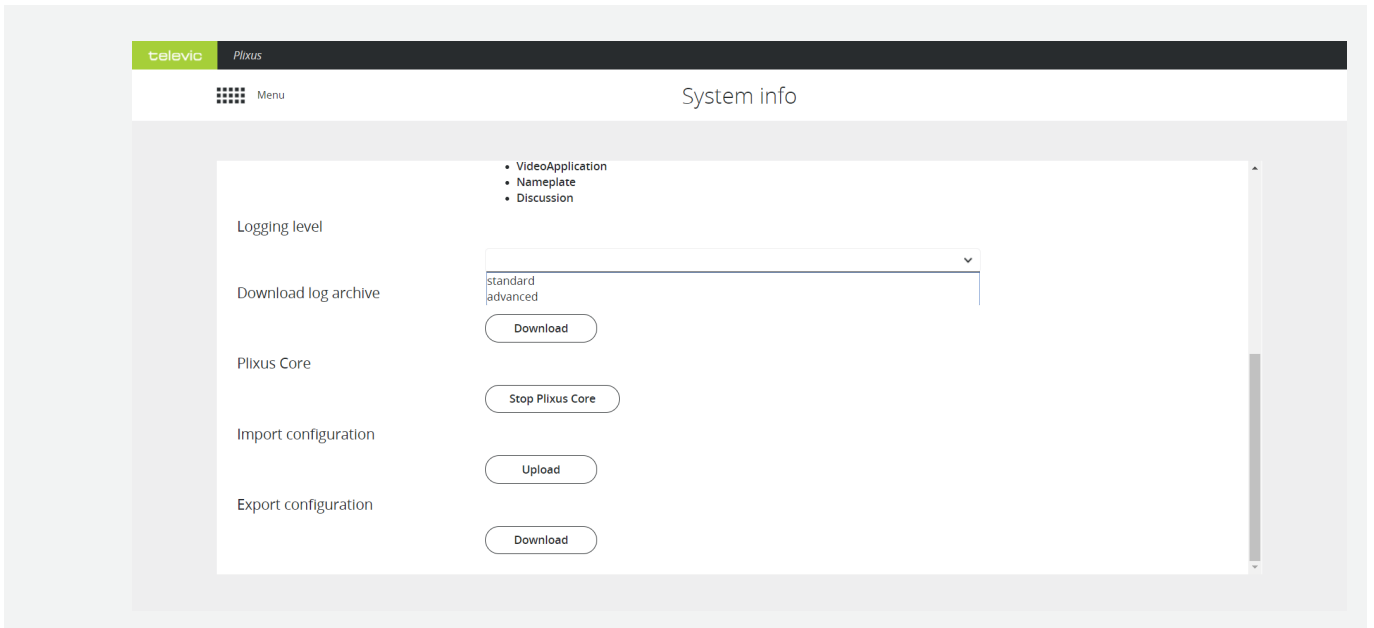 televic Plixus
Menu System info
• VideoApplication
• Nameplate
• Discussion
Logging level
standard
Download log archive
advanced
Download
Plixus Core
Stop Plixus Core
Import configuration
Upload
Export configuration
Download